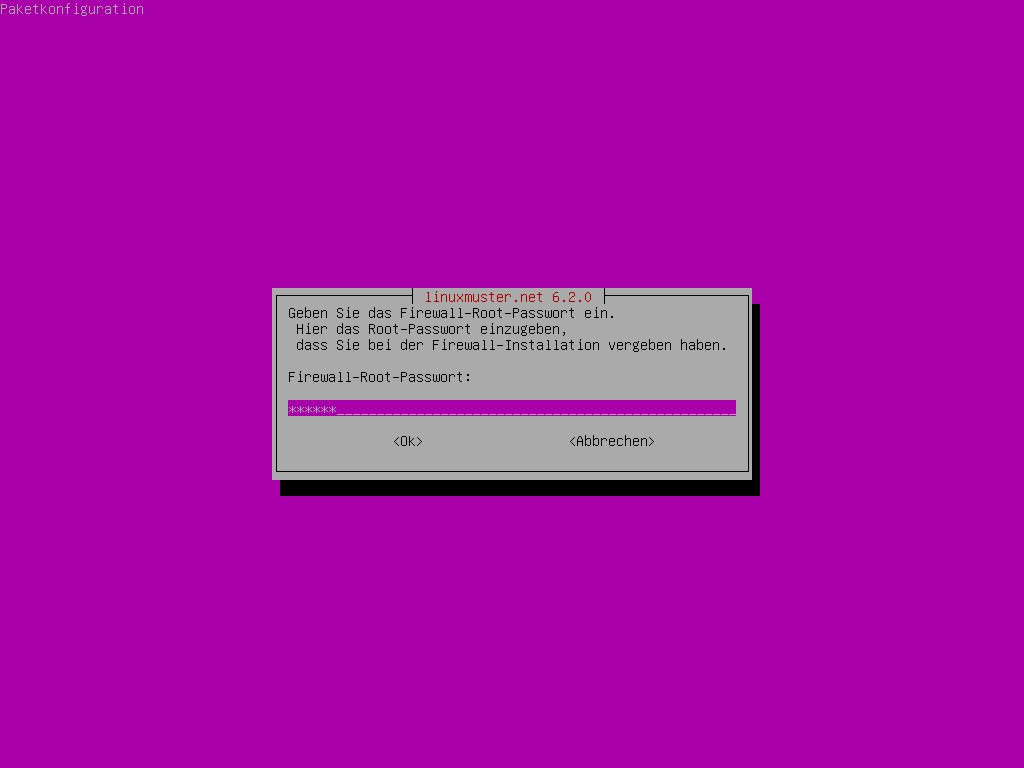 Paketkonfiguration
linuxmuster.net 6.2.0
Geben Sie das Firewall-Root-Passwort ein.
Hier das Root-Passwort einzugeben,
dass Sie bei der Firewall-Installation vergeben haben.
Firewall-Root-Passwort:
******________________________________________________
<Ok> <Abbrechen>